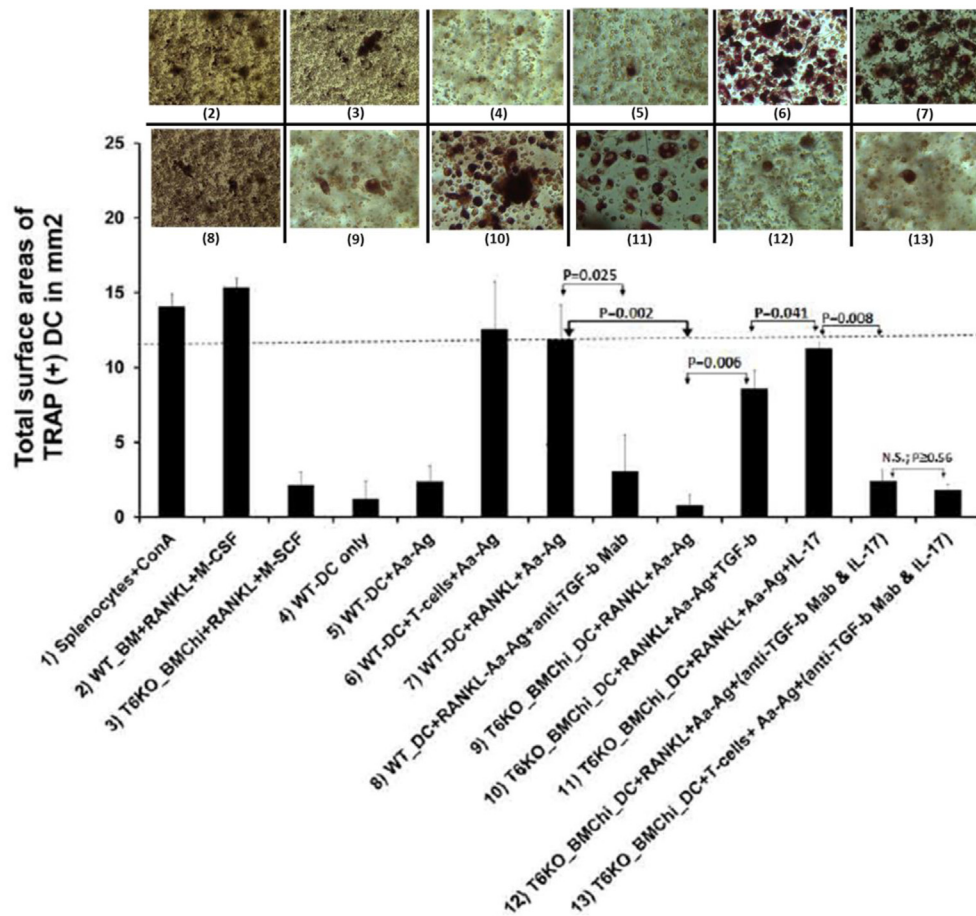 (2) (3) (4) (5) (6) (7)
(8) (9) (10) (11) (12) (13)
Total surface areas of
TRAP (+) DC in mm2
25
20
15
10
5
0
P=0.025
P=0.002
P=0.041
P=0.008
P=0.006
N.S.; P≥0.56
1) Splenocytes+ConA
2) WT_BM+RANKL+M-CSF
3) T6KO_BMChi+RANKL+M-SCF
4) WT-DC only
5) WT-DC+Aa-Ag
6) WT-DC+T-cells+Aa-Ag
7) WT-DC+RANKL+Aa-Ag
8) WT_DC+RANKL-Aa-Ag+anti-TGF-b Mab
9) T6KO_BMChi_DC+RANKL+Aa-Ag
10) T6KO_BMChi_DC+RANKL+Aa-Ag+TGF-b
11) T6KO_BMChi_DC+RANKL+Aa-Ag+IL-17
12) T6KO_BMChi_DC+RANKL+Aa-Ag+(anti-TGF-b Mab & IL-17)
13) T6KO_BMChi_DC+T-cells+ Aa-Ag+(anti-TGF-b Mab & IL-17)